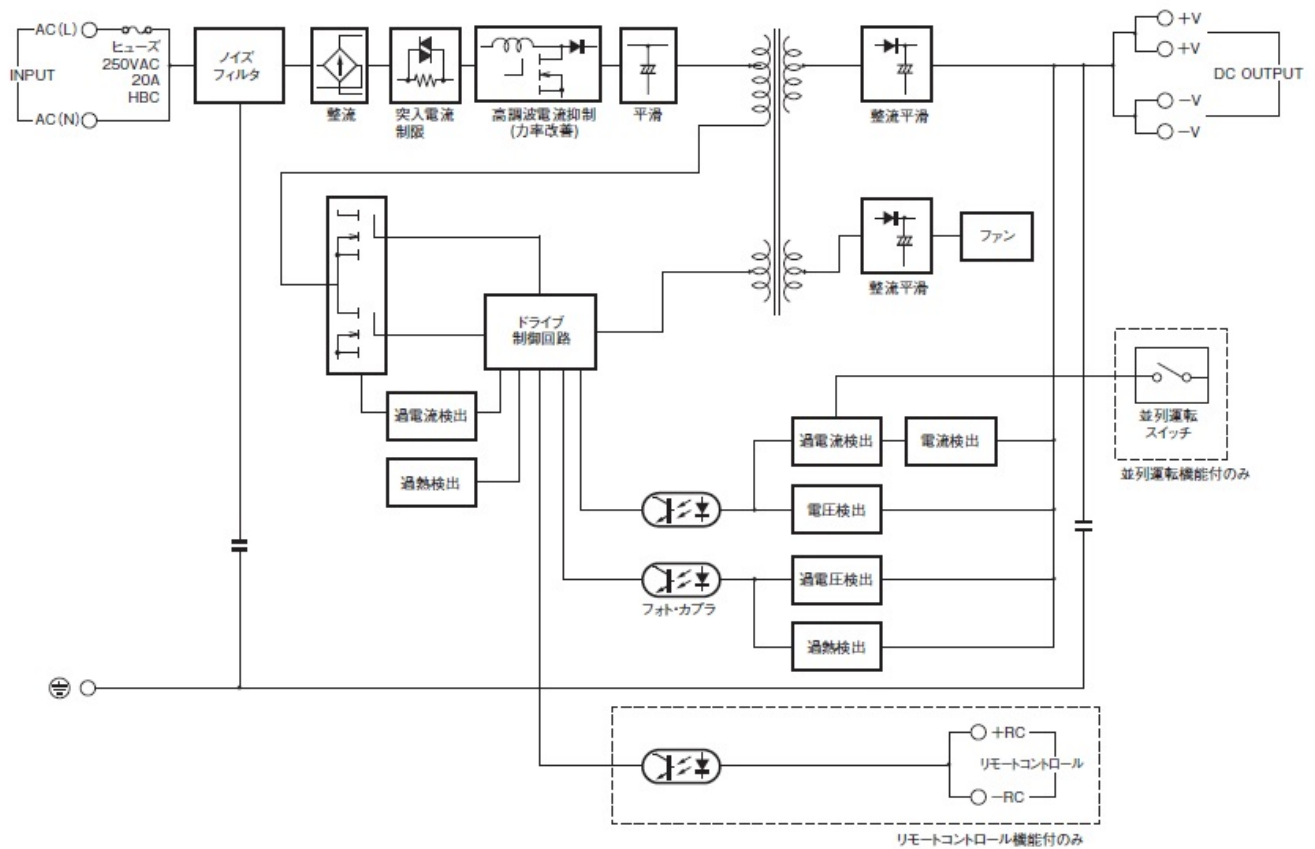 AC(L)
ヒューズ
250VAC
20A
HBC
INPUT
AC(N)
ノイズ
フィルタ
整流
突入電流
制限
高調波電流抑制
(力率改善)
平滑
整流平滑
+V
+V
DC OUTPUT
−V
−V
整流平滑
ファン
ドライブ
制御回路
過電流検出
過熱検出
過電流検出
電流検出
並列運転
スイッチ
並列運転機能付のみ
電圧検出
過電圧検出
フォト・カプラ
過熱検出
+RC
リモートコントロール
−RC
リモートコントロール機能付のみ